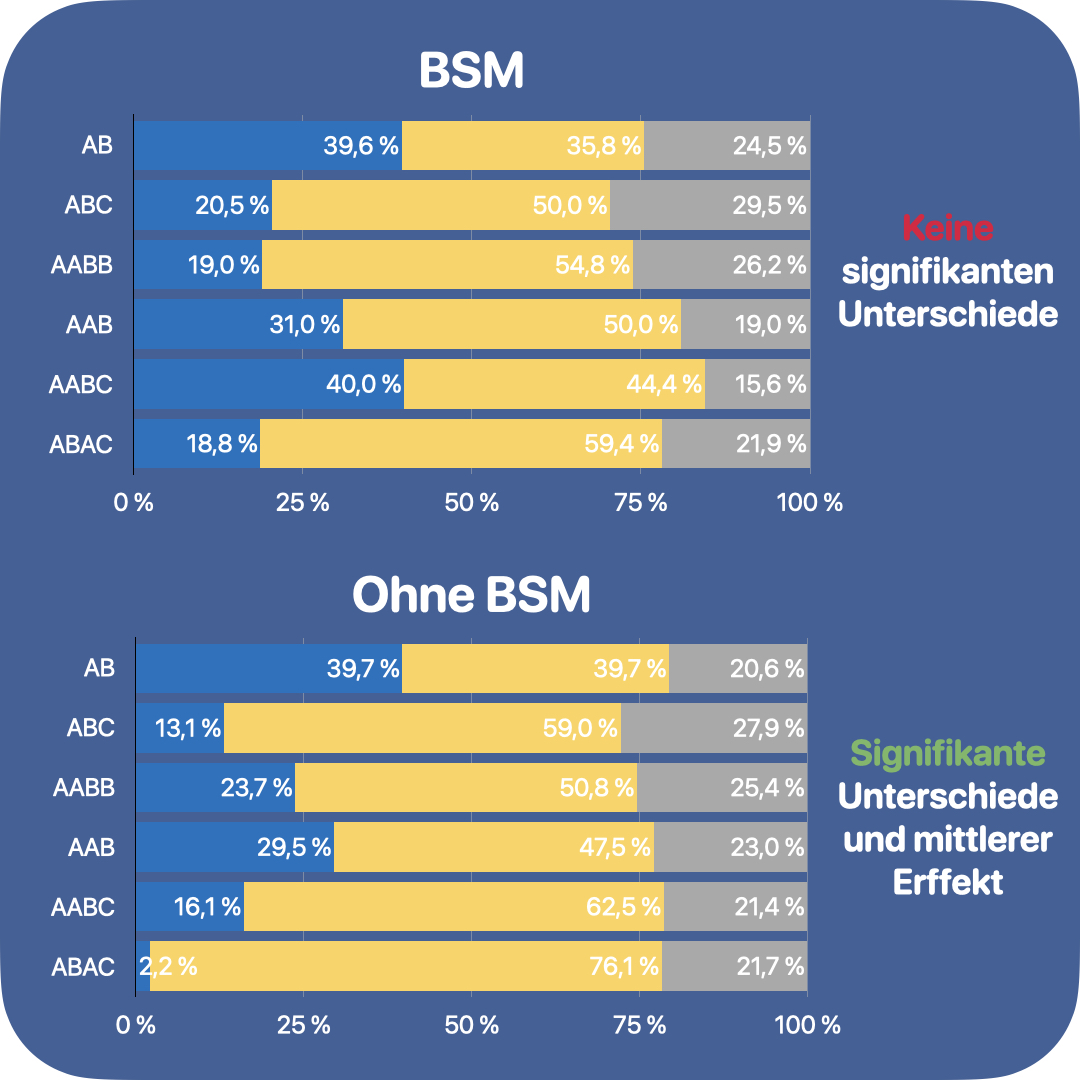 BSM
AB 39,6 % 35,8 % 24,5 %
ABC 20,5 % 50,0 % 29,5 %
AABB 19,0 % 54,8 % 26,2 %
AAB 31,0 % 50,0 % 19,0 %
AABC 40,0 % 44,4 % 15,6 %
ABAC 18,8 % 59,4 % 21,9 %
0 % 25 % 50 % 75 % 100 %
Keine
signifikanten
Unterschiede
Ohne BSM
AB 39,7 % 39,7 % 20,6 %
ABC 13,1 % 59,0 % 27,9 %
AABB 23,7 % 50,8 % 25,4 %
AAB 29,5 % 47,5 % 23,0 %
AABC 16,1 % 62,5 % 21,4 %
ABAC 2,2 % 76,1 % 21,7 %
0 % 25 % 50 % 75 % 100 %
Signifikante
Unterschiede
und mittlerer
Erffekt